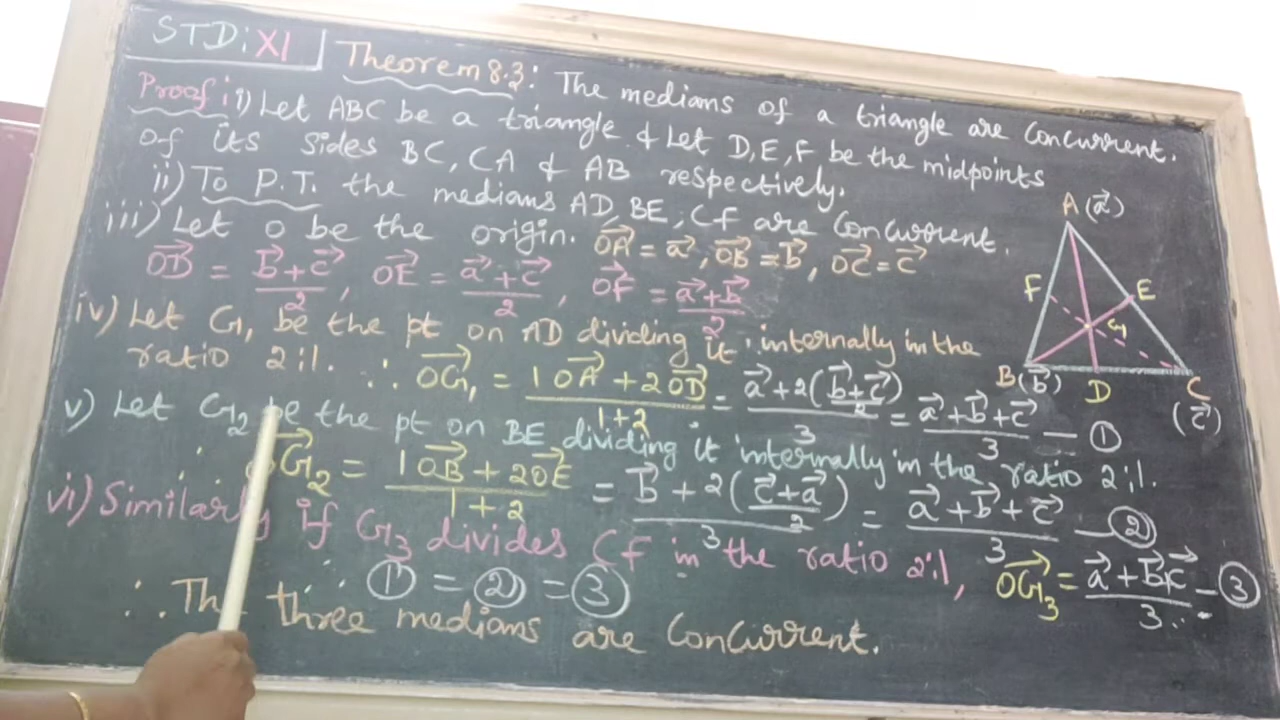 STD: XI
Theorem 8.3: The medians of a triangle are concurrent.
Proof: i) Let ABC be a triangle & Let D, E, F be the midpoints
of its sides BC, CA & AB respectively.
ii) To P.T. the medians AD, BE, CF are concurrent.
iii) Let O be the origin. →OA = →a, →OB = →b, →OC = →c
→OD = (→b + →c)/2, →OE = (→a + →c)/2, →OF = (→a + →b)/2
iv) Let G₁ be the pt on AD dividing it internally in the
ratio 2:1. ∴ →OG₁ = (1→OA + 2→OD)/(1+2) = (→a + 2((→b + →c)/2))/3 = (→a + →b + →c)/3 — ①
v) Let G₂ be the pt on BE dividing it internally in the ratio 2:1.
∴ →OG₂ = (1→OB + 2→OE)/(1+2) = (→b + 2((→c + →a)/2))/3 = (→a + →b + →c)/3 — ②
vi) Similarly if G₃ divides CF in the ratio 2:1, →OG₃ = (→a + →b + →c)/3 — ③
∴ ① = ② = ③
∴ The three medians are concurrent.
A (→a)
F
E
G
B (→b)
D
C
(→c)